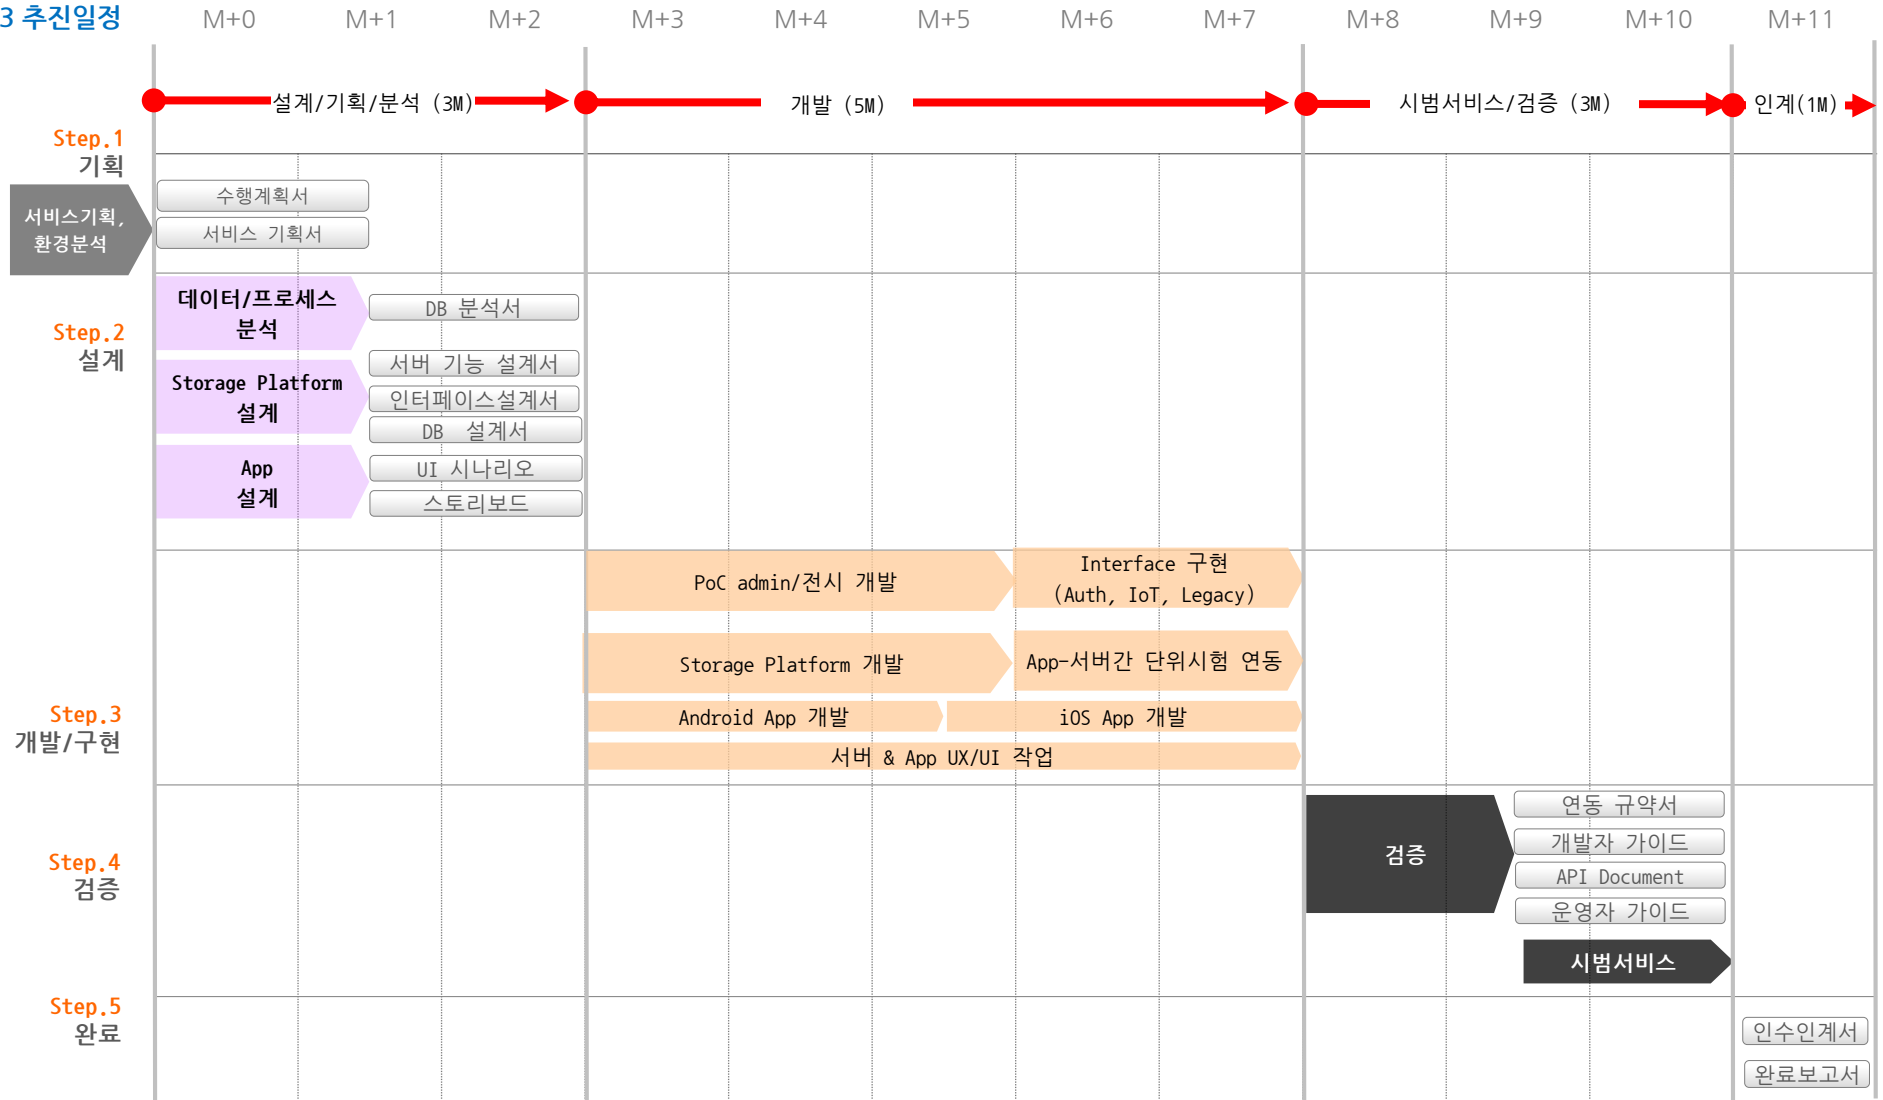 3 추진일정
M+0 M+1 M+2 M+3 M+4 M+5 M+6 M+7 M+8 M+9 M+10 M+11
설계/기획/분석 (3M)
개발 (5M)
시범서비스/검증 (3M)
인계(1M)
Step.1
기획
서비스기획,
환경분석
수행계획서
서비스 기획서
Step.2
설계
데이터/프로세스
분석
DB 분석서
Storage Platform
설계
서버 기능 설계서
인터페이스설계서
DB 설계서
App
설계
UI 시나리오
스토리보드
Step.3
개발/구현
PoC admin/전시 개발
Interface 구현
(Auth, IoT, Legacy)
Storage Platform 개발
App-서버간 단위시험 연동
Android App 개발
iOS App 개발
서버 & App UX/UI 작업
Step.4
검증
검증
연동 규약서
개발자 가이드
API Document
운영자 가이드
시범서비스
Step.5
완료
인수인계서
완료보고서